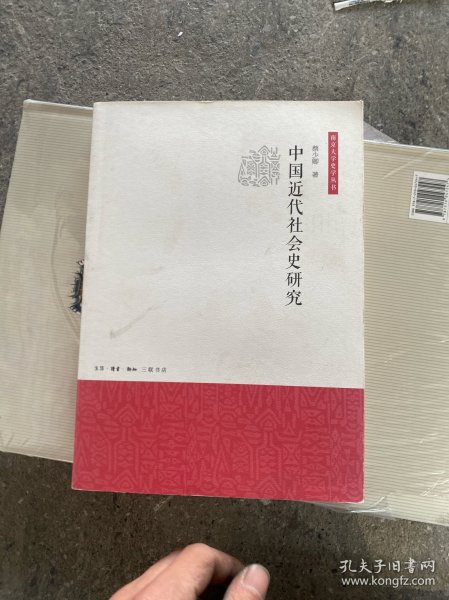 南京大学史学丛书
蔡少卿 著
中国近代社会史研究
生活·讀書·新知 三联书店
孔夫子旧书网
www.kongfz.com